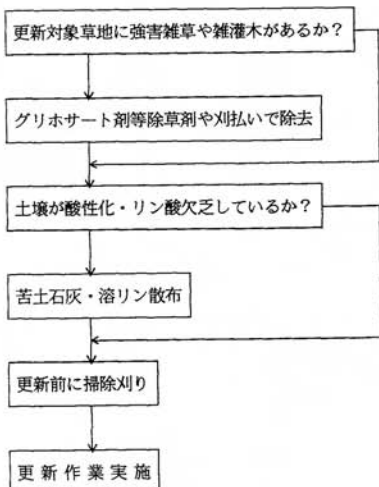 更新対象草地に強害雑草や雑灌木があるか？
グリホサート剤等除草剤や刈払いで除去
土壌が酸性化・リン酸欠乏しているか？
苦土石灰・溶リン散布
更新前に掃除刈り
更新作業実施